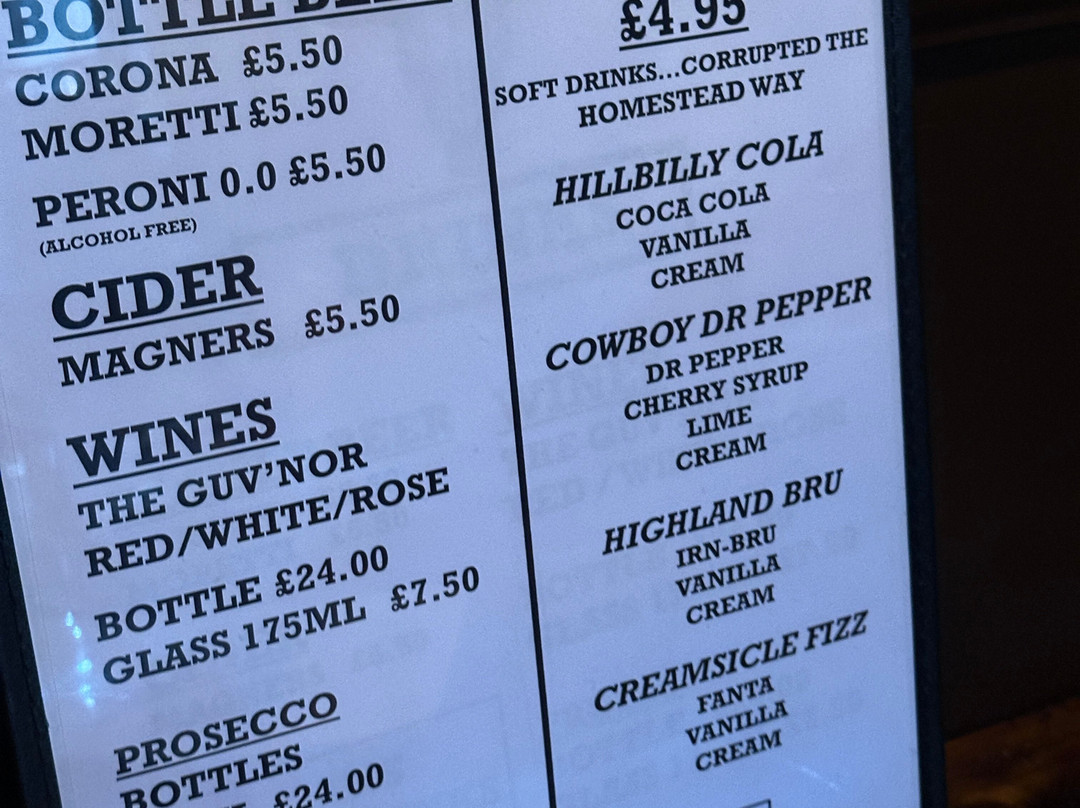 BOTTLE
CORONA £5.50
MORETTI £5.50
PERONI 0.0 £5.50
(ALCOHOL FREE)
CIDER
MAGNERS £5.50
WINES
THE GUV'NOR
RED/WHITE/ROSE
BOTTLE £24.00
GLASS 175ML £7.50
PROSECCO
BOTTLES
£24.00
£4.95
SOFT DRINKS...CORRUPTED THE
HOMESTEAD WAY
HILLBILLY COLA
COCA COLA
VANILLA
CREAM
COWBOY DR PEPPER
DR PEPPER
CHERRY SYRUP
LIME
CREAM
HIGHLAND BRU
IRN-BRU
VANILLA
CREAM
CREAMSICLE FIZZ
FANTA
VANILLA
CREAM